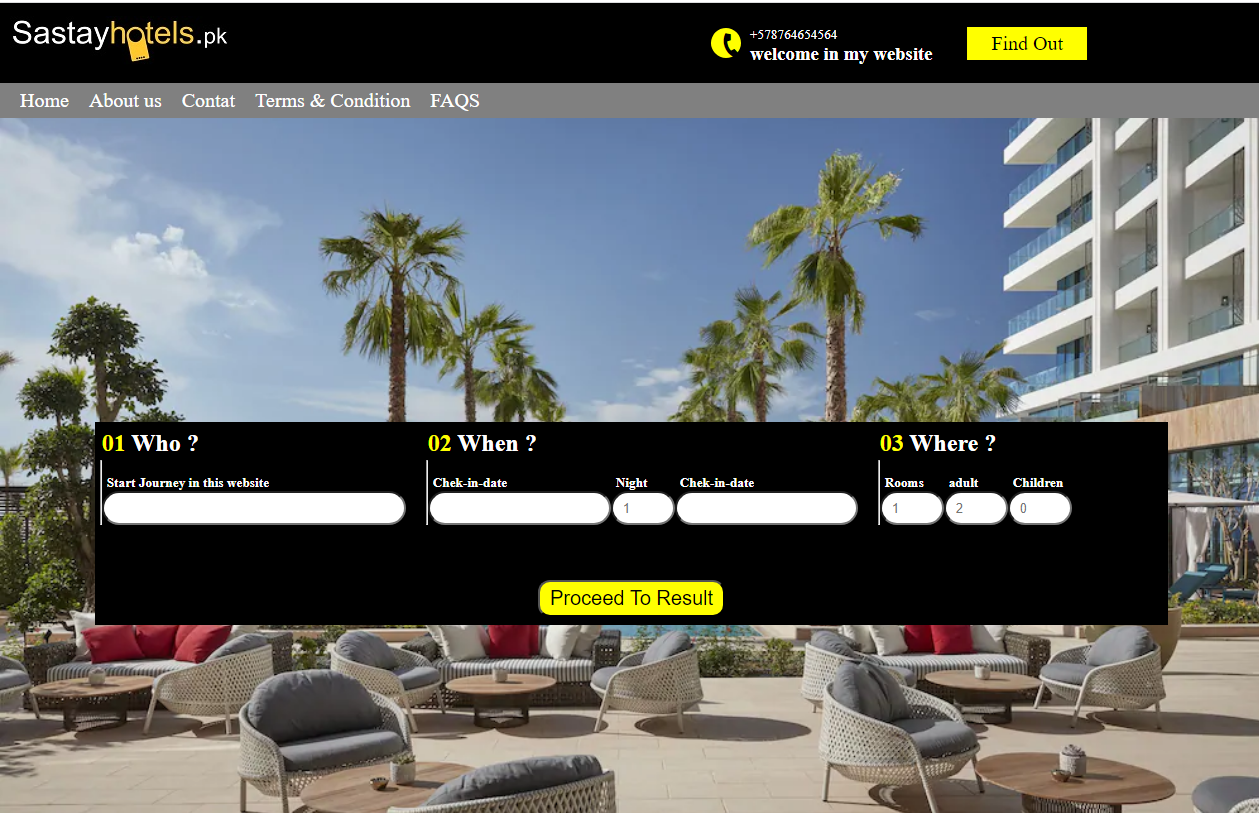 Sastayhotels.pk
+578764654564
welcome in my website
Find Out
Home About us Contat Terms & Condition FAQS
01 Who ?
Start Journey in this website
02 When ?
Chek-in-date Night Chek-in-date
1
03 Where ?
Rooms adult Children
1 2 0
Proceed To Result